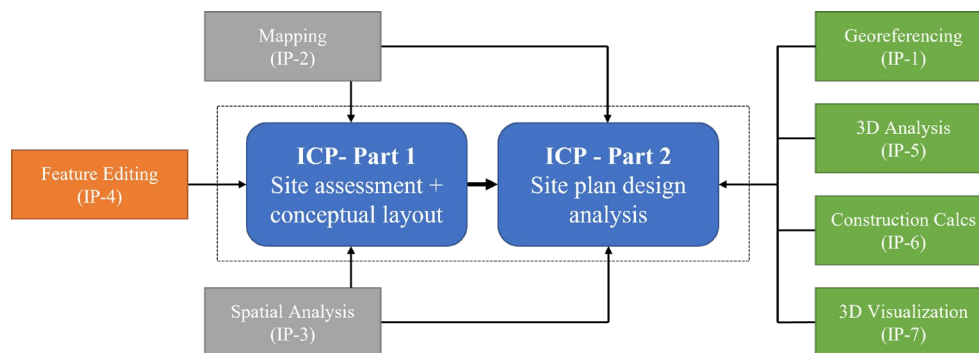 Mapping
(IP-2)
Georeferencing
(IP-1)
ICP- Part 1
Site assessment +
conceptual layout
ICP - Part 2
Site plan design
analysis
3D Analysis
(IP-5)
Feature Editing
(IP-4)
Construction Calcs
(IP-6)
Spatial Analysis
(IP-3)
3D Visualization
(IP-7)